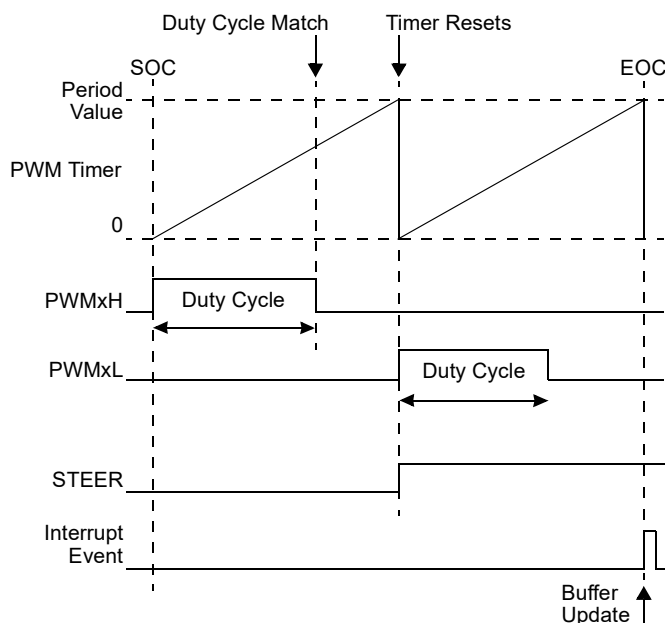 Duty Cycle Match
Timer Resets
SOC
EOC
Period
Value
PWM Timer
0
PWMxH
Duty Cycle
PWMxL
Duty Cycle
STEER
Interrupt
Event
Buffer
Update